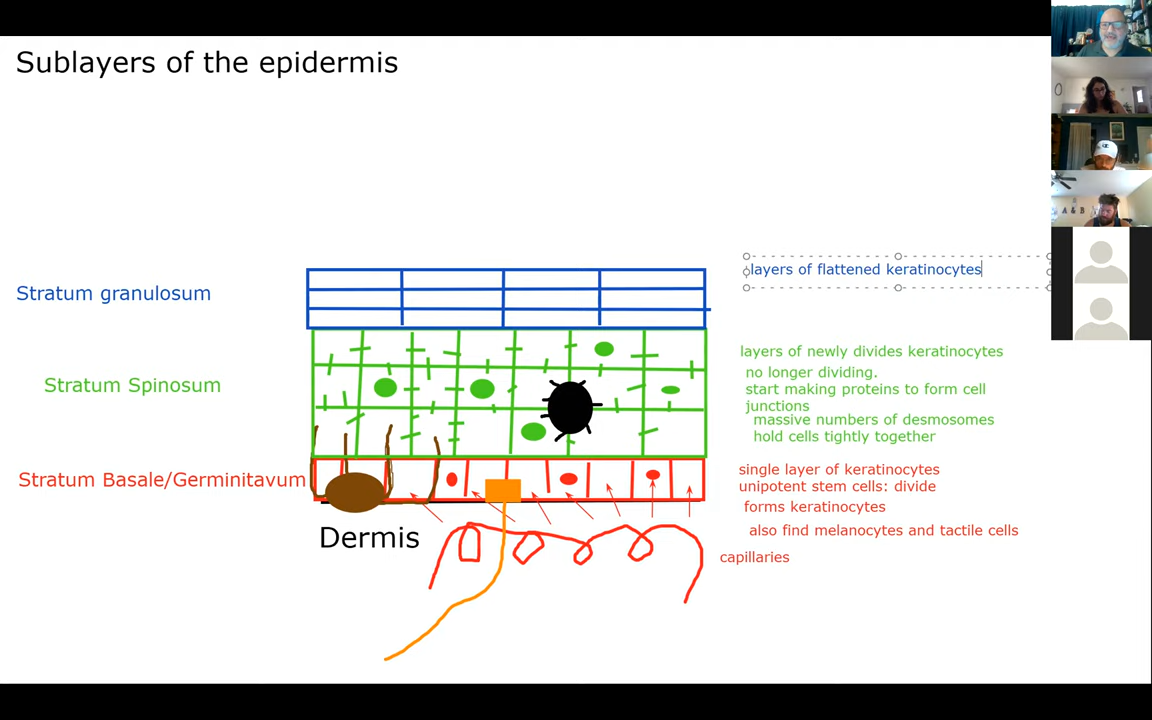 Sublayers of the epidermis
layers of flattened keratinocytes
Stratum granulosum
layers of newly divides keratinocytes
no longer dividing.
start making proteins to form cell
junctions
massive numbers of desmosomes
hold cells tightly together
Stratum Spinosum
single layer of keratinocytes
unipotent stem cells: divide
forms keratinocytes
also find melanocytes and tactile cells
Stratum Basale/Germinitavum
Dermis
capillaries
A & B